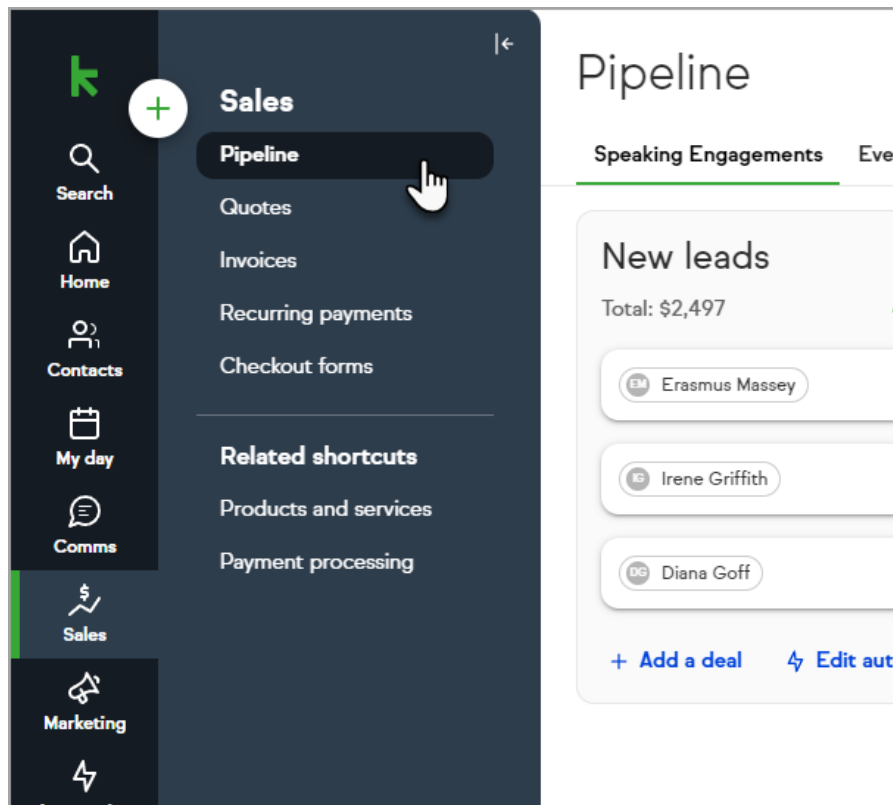 Search
Home
Contacts
My day
Comms
Sales
Marketing
Sales
Pipeline
Quotes
Invoices
Recurring payments
Checkout forms
Related shortcuts
Products and services
Payment processing
Pipeline
Speaking Engagements Eve
New leads
Total: $2,497
EM Erasmus Massey
IG Irene Griffith
DG Diana Goff
+ Add a deal Edit aut